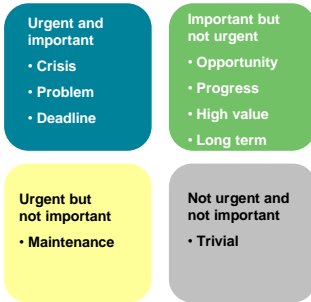 Urgent and
important
• Crisis
• Problem
• Deadline
Important but
not urgent
• Opportunity
• Progress
• High value
• Long term
Urgent but
not important
• Maintenance
Not urgent and
not important
• Trivial